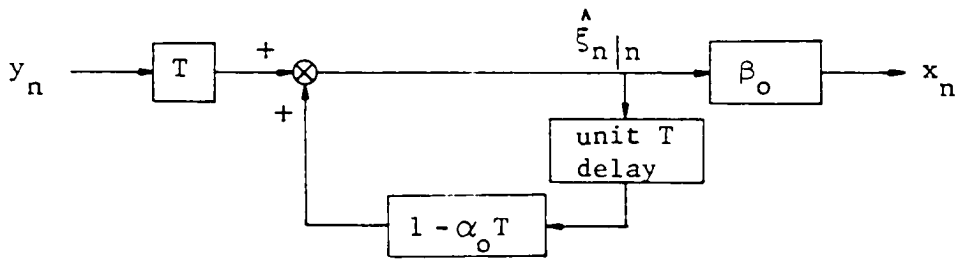 y_n
T
+
+
ξ̂_n|n
β_o
x_n
unit T
delay
1 - α_o T